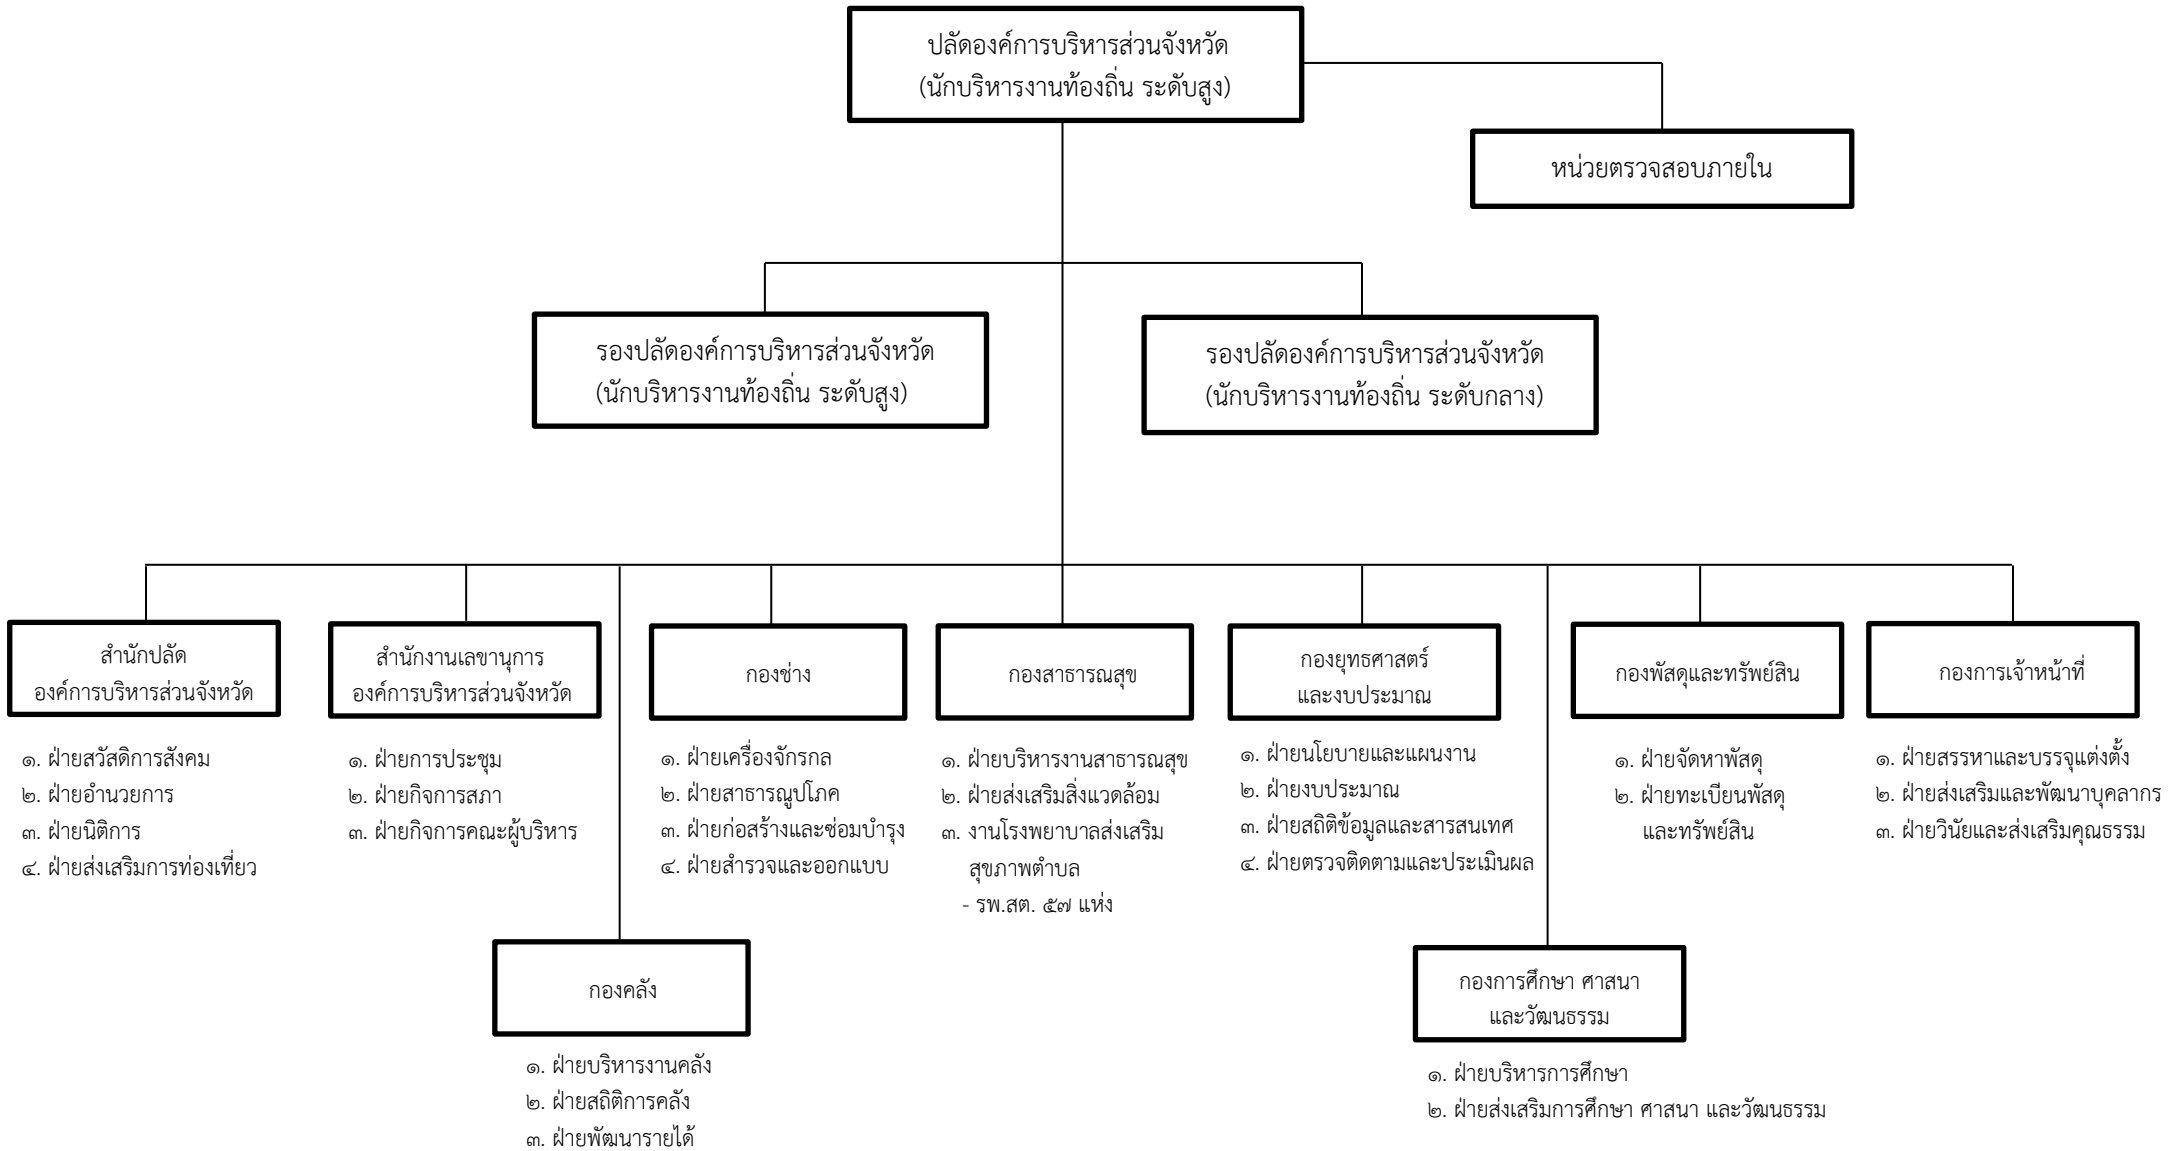 ปลัดองค์การบริหารส่วนจังหวัด
(นักบริหารงานท้องถิ่น ระดับสูง)
หน่วยตรวจสอบภายใน
รองปลัดองค์การบริหารส่วนจังหวัด
(นักบริหารงานท้องถิ่น ระดับสูง)
รองปลัดองค์การบริหารส่วนจังหวัด
(นักบริหารงานท้องถิ่น ระดับกลาง)
สำนักปลัด
องค์การบริหารส่วนจังหวัด
๑. ฝ่ายสวัสดิการสังคม
๒. ฝ่ายอำนวยการ
๓. ฝ่ายนิติการ
๔. ฝ่ายส่งเสริมการท่องเที่ยว
สำนักงานเลขานุการ
องค์การบริหารส่วนจังหวัด
๑. ฝ่ายการประชุม
๒. ฝ่ายกิจการสภา
๓. ฝ่ายกิจการคณะผู้บริหาร
กองช่าง
๑. ฝ่ายเครื่องจักรกล
๒. ฝ่ายสาธารณูปโภค
๓. ฝ่ายก่อสร้างและซ่อมบำรุง
๔. ฝ่ายสำรวจและออกแบบ
กองสาธารณสุข
๑. ฝ่ายบริหารงานสาธารณสุข
๒. ฝ่ายส่งเสริมสิ่งแวดล้อม
๓. งานโรงพยาบาลส่งเสริม
สุขภาพตำบล
- รพ.สต. ๕๗ แห่ง
กองยุทธศาสตร์
และงบประมาณ
๑. ฝ่ายนโยบายและแผนงาน
๒. ฝ่ายงบประมาณ
๓. ฝ่ายสถิติข้อมูลและสารสนเทศ
๔. ฝ่ายตรวจติดตามและประเมินผล
กองพัสดุและทรัพย์สิน
๑. ฝ่ายจัดหาพัสดุ
๒. ฝ่ายทะเบียนพัสดุ
และทรัพย์สิน
กองการเจ้าหน้าที่
๑. ฝ่ายสรรหาและบรรจุแต่งตั้ง
๒. ฝ่ายส่งเสริมและพัฒนาบุคลากร
๓. ฝ่ายวินัยและส่งเสริมคุณธรรม
กองคลัง
๑. ฝ่ายบริหารงานคลัง
๒. ฝ่ายสถิติการคลัง
๓. ฝ่ายพัฒนารายได้
กองการศึกษา ศาสนา
และวัฒนธรรม
๑. ฝ่ายบริหารการศึกษา
๒. ฝ่ายส่งเสริมการศึกษา ศาสนา และวัฒนธรรม